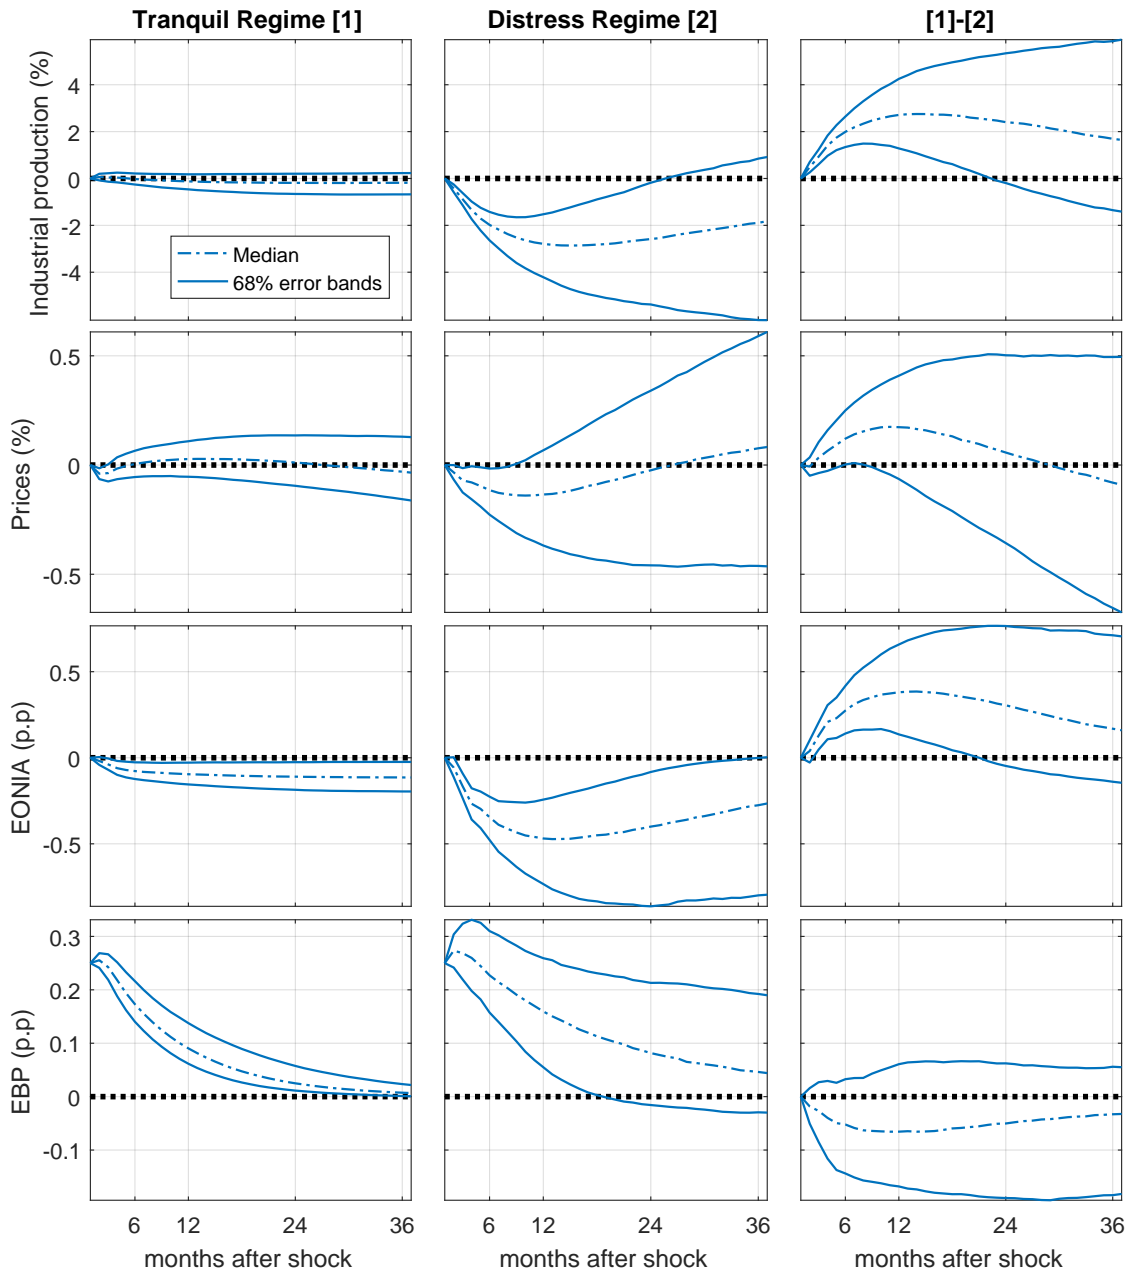 Tranquil Regime [1]
Distress Regime [2]
[1]-[2]
Industrial production (%)
4
2
0
-2
-4
Median
68% error bands
Prices (%)
0.5
0
-0.5
EONIA (p.p)
0.5
0
-0.5
EBP (p.p)
0.3
0.2
0.1
0
-0.1
6 12 24 36
6 12 24 36
6 12 24 36
months after shock
months after shock
months after shock